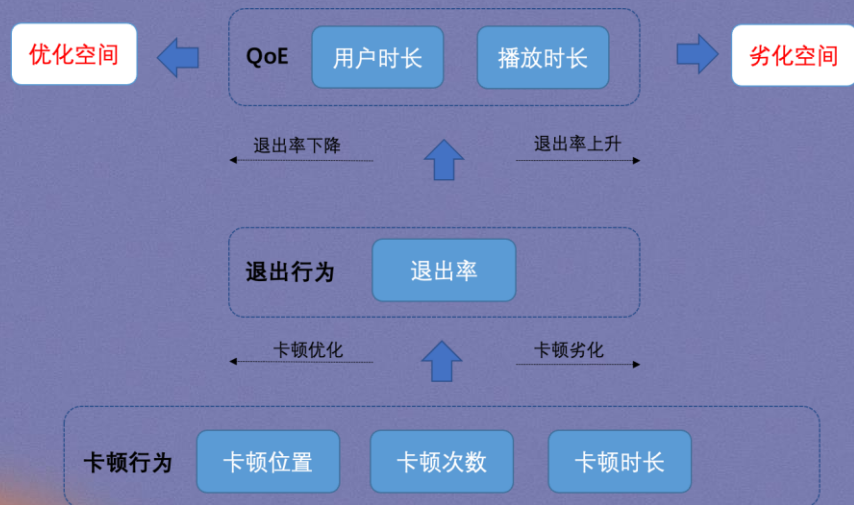 优化空间
QoE
用户时长
播放时长
劣化空间
退出率下降
退出率上升
退出行为
退出率
卡顿优化
卡顿劣化
卡顿行为
卡顿位置
卡顿次数
卡顿时长